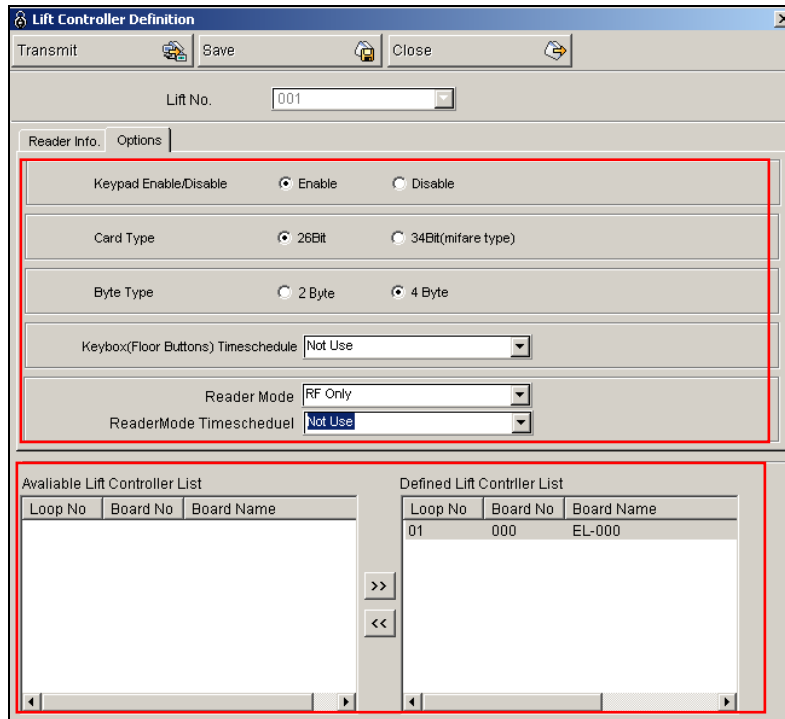 Lift Controller Definition
Transmit Save Close
Lift No. 001
Reader Info. Options
Keypad Enable/Disable Enable Disable
Card Type 26Bit 34Bit(mifare type)
Byte Type 2 Byte 4 Byte
Keybox(Floor Buttons) Timeschedule Not Use
Reader Mode RF Only
ReaderMode Timescheduel Not Use
Avaliable Lift Controller List Defined Lift Contrller List
Loop No Board No Board Name Loop No Board No Board Name
01 000 EL-000
>>
<<